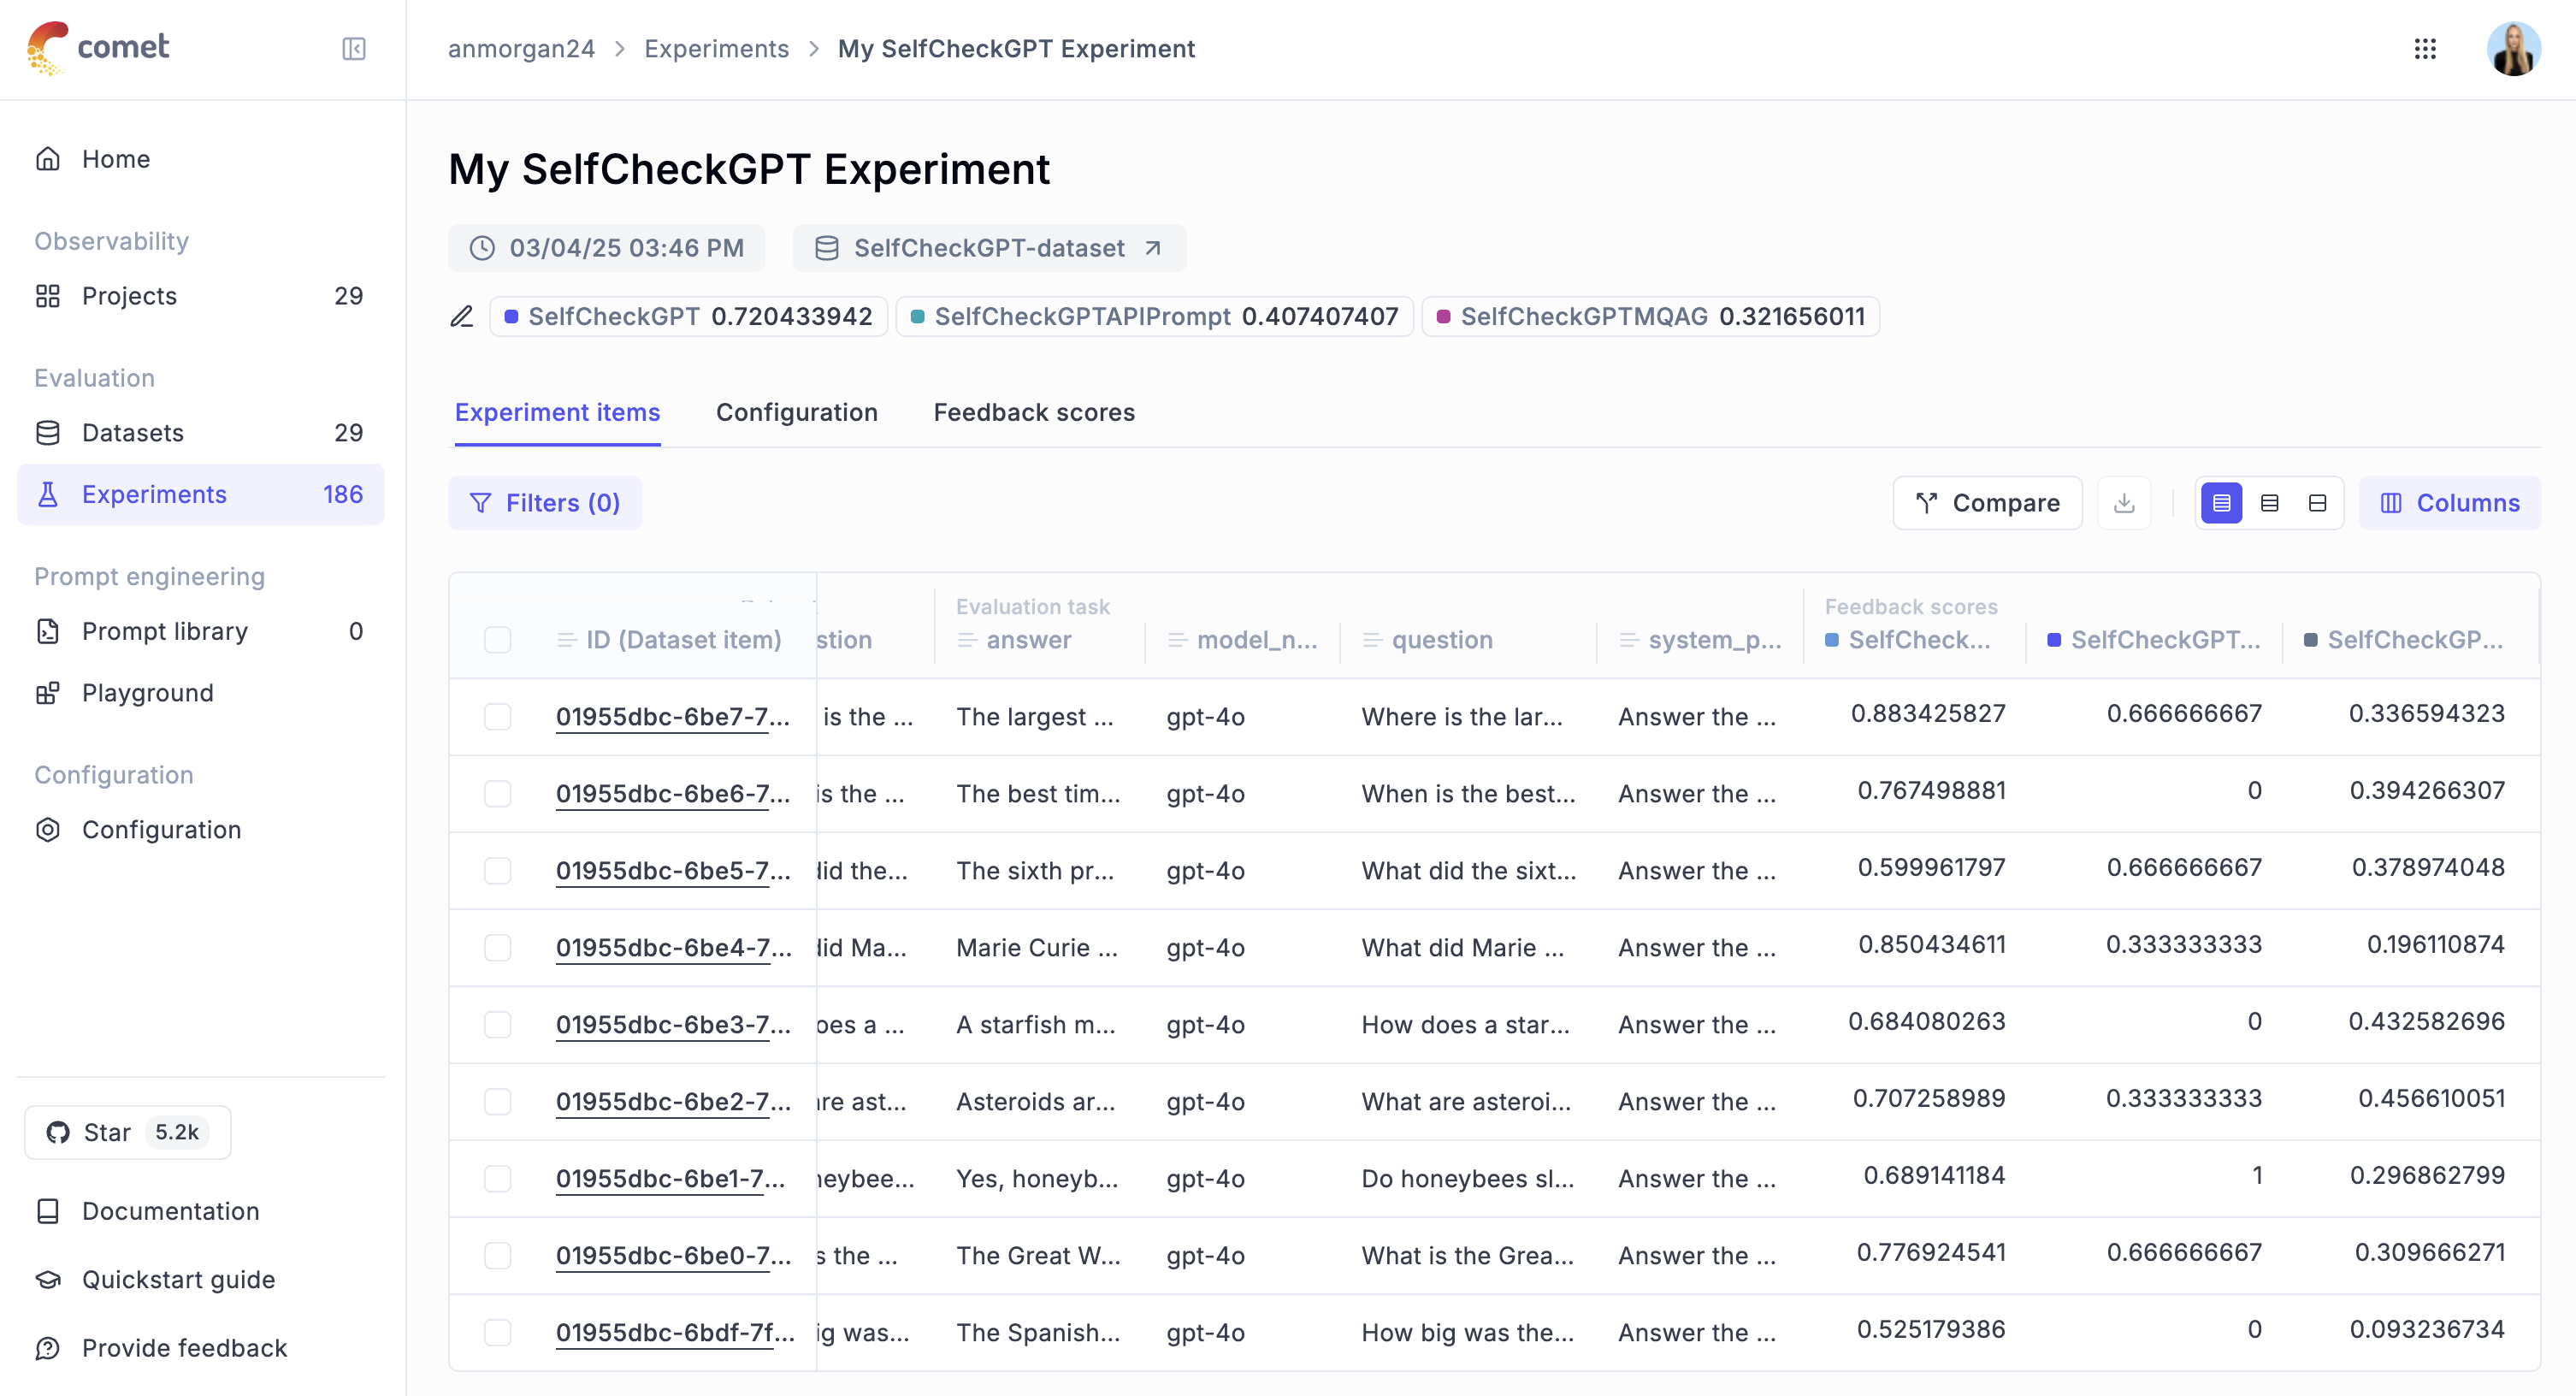 comet
anmorgan24 > Experiments > My SelfCheckGPT Experiment
Home
Observability
Projects 29
Evaluation
Datasets 29
Experiments 186
Prompt engineering
Prompt library 0
Playground
Configuration
Configuration
Star 5.2k
Documentation
Quickstart guide
Provide feedback
My SelfCheckGPT Experiment
03/04/25 03:46 PM SelfCheckGPT-dataset
SelfCheckGPT 0.720433942 SelfCheckGPTAPIPrompt 0.407407407 SelfCheckGPTMQAG 0.321656011
Experiment items Configuration Feedback scores
Filters (0) Compare Columns
Evaluation task Feedback scores
ID (Dataset item) stion answer model_n... question system_p... SelfCheck... SelfCheckGPT... SelfCheckGP...
01955dbc-6be7-7... is the ... The largest ... gpt-4o Where is the lar... Answer the ... 0.883425827 0.666666667 0.336594323
01955dbc-6be6-7... is the ... The best tim... gpt-4o When is the best... Answer the ... 0.767498881 0 0.394266307
01955dbc-6be5-7... did the... The sixth pr... gpt-4o What did the sixt... Answer the ... 0.599961797 0.666666667 0.378974048
01955dbc-6be4-7... did Ma... Marie Curie ... gpt-4o What did Marie ... Answer the ... 0.850434611 0.333333333 0.196110874
01955dbc-6be3-7... oes a ... A starfish m... gpt-4o How does a star... Answer the ... 0.684080263 0 0.432582696
01955dbc-6be2-7... are ast... Asteroids ar... gpt-4o What are asteroi... Answer the ... 0.707258989 0.333333333 0.456610051
01955dbc-6be1-7... neybee... Yes, honeyb... gpt-4o Do honeybees sl... Answer the ... 0.689141184 1 0.296862799
01955dbc-6be0-7... s the ... The Great W... gpt-4o What is the Grea... Answer the ... 0.776924541 0.666666667 0.309666271
01955dbc-6bdf-7f... ig was... The Spanish... gpt-4o How big was the... Answer the ... 0.525179386 0 0.093236734